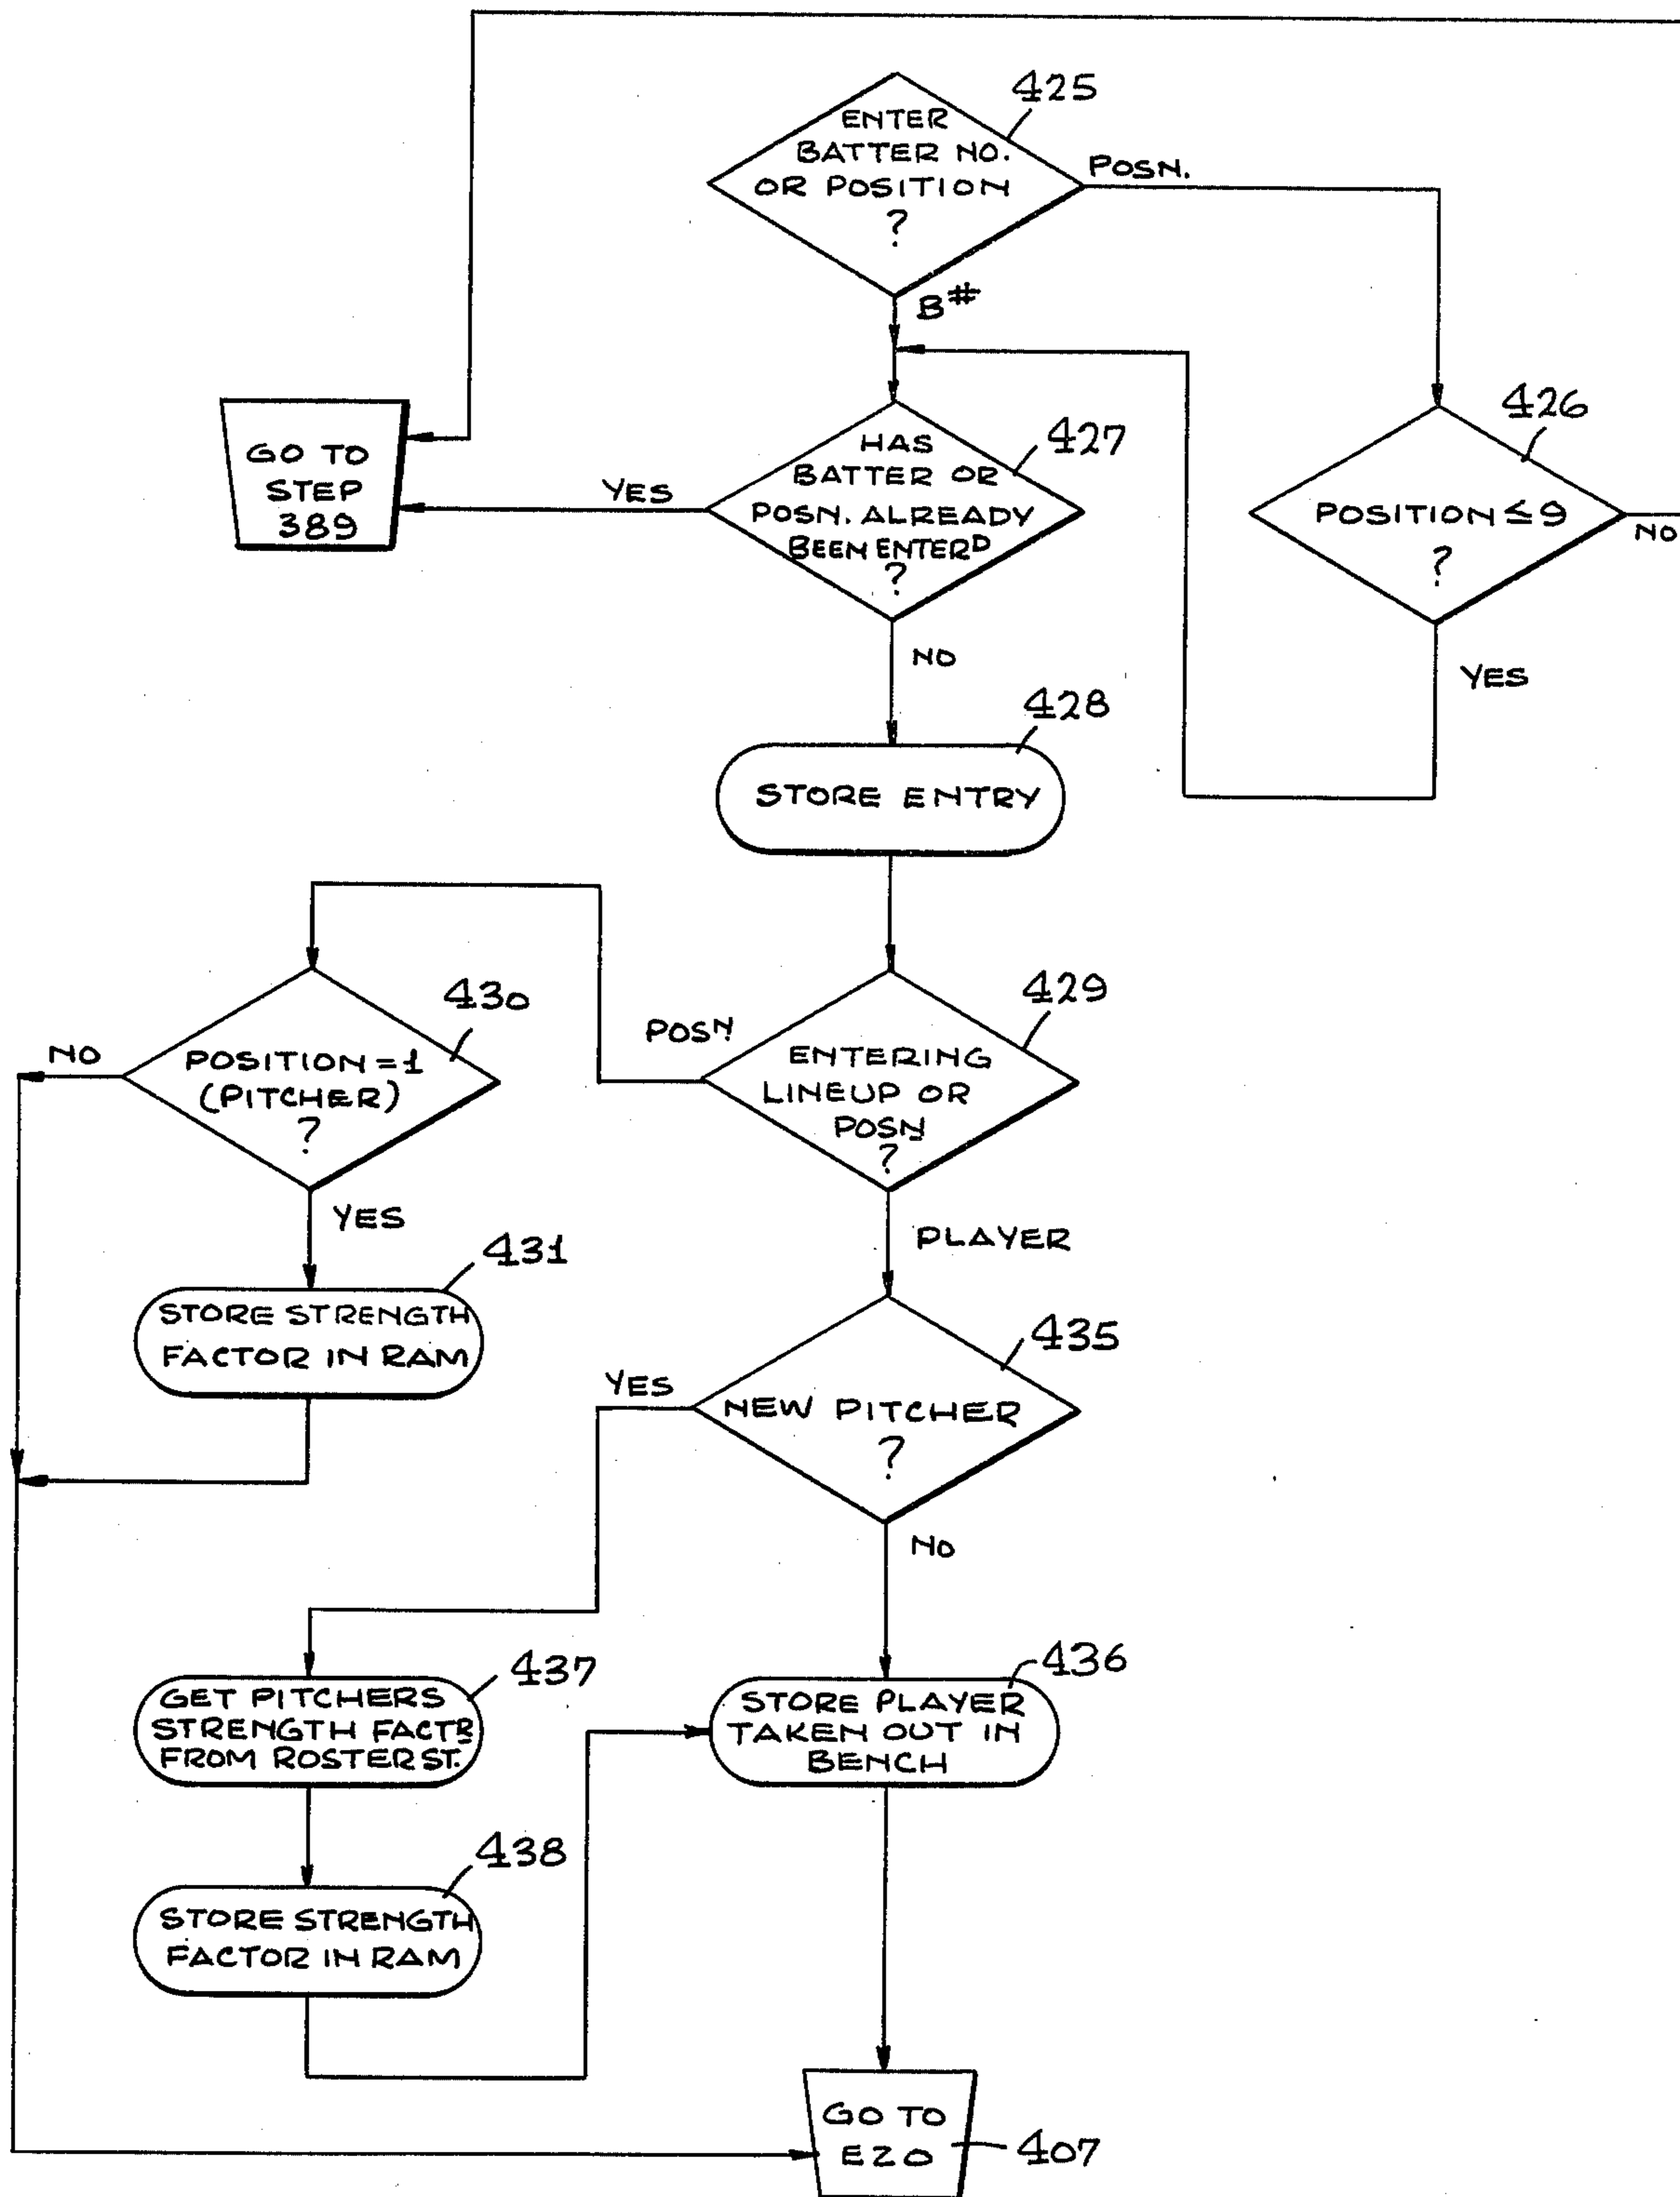 425
ENTER
BATTER NO.
OR POSITION
?
POSN.
B#
426
POSITION ≤ 9
?
NO
YES
GO TO
STEP
389
YES
427
HAS
BATTER OR
POSN. ALREADY
BEEN ENTERD
?
NO
428
STORE ENTRY
429
ENTERING
LINEUP OR
POSN
?
POSN
430
POSITION = 1
(PITCHER)
?
NO
YES
431
STORE STRENGTH
FACTOR IN RAM
PLAYER
435
NEW PITCHER
?
YES
NO
437
GET PITCHERS
STRENGTH FACTR
FROM ROSTER ST.
436
STORE PLAYER
TAKEN OUT IN
BENCH
438
STORE STRENGTH
FACTOR IN RAM
GO TO
EZO
407